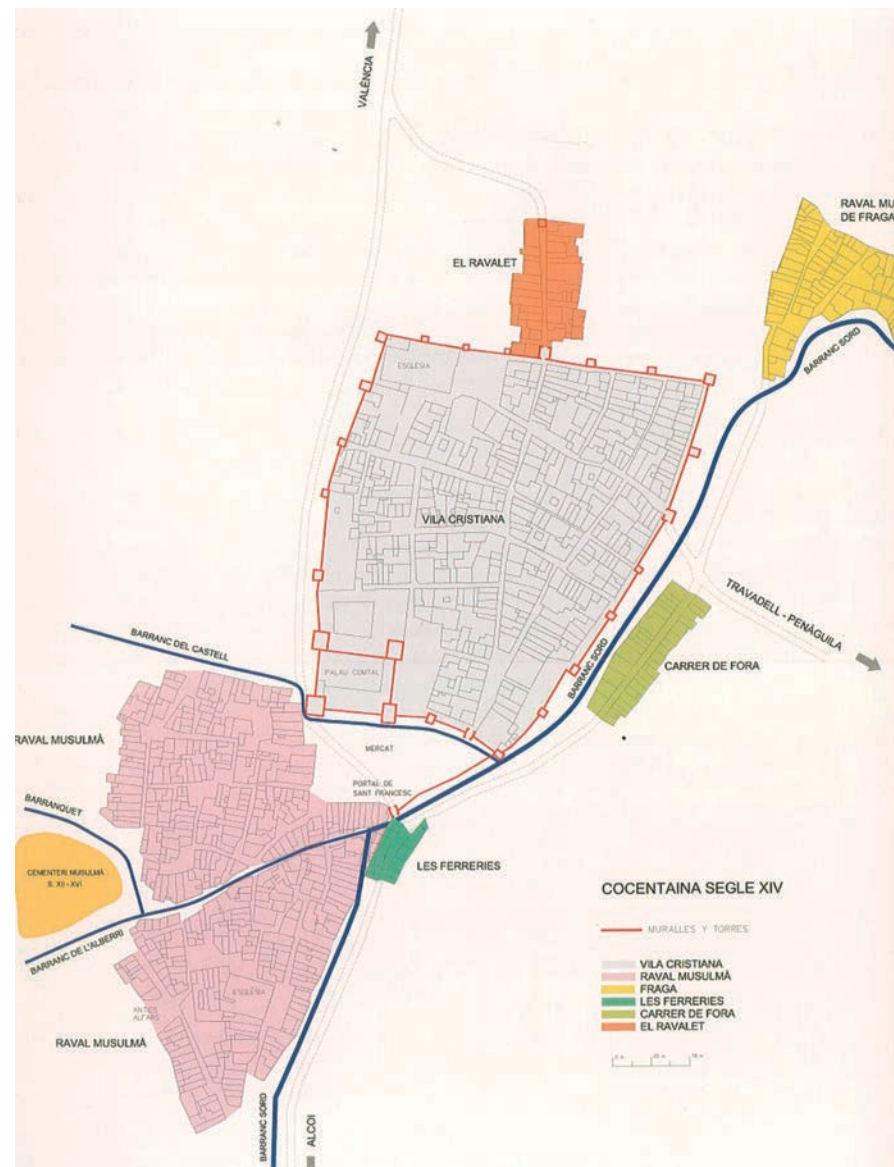 VALÈNCIA
EL RAVALET
RAVAL MU
DE FRAGA
BARRANC SORD
ESGLÉSIA
VILA CRISTIANA
TRAVADELL - PENÀGUILA
BARRANC DEL CASTELL
PALAU COMTAL
BARRANC SORD
CARRER DE FORA
RAVAL MUSULMÀ
MERCAT
PORTAL DE
SANT FRANCESC
BARRANQUET
CEMENTERI MUSULMÀ
S. XII - XVI
LES FERRERIES
BARRANC DE L'ALBERRI
ESGLÉSIA
ANTICS
ALFARS
RAVAL MUSULMÀ
BARRANC SORD
ALCOI
COCENTAINA SEGLE XIV
MURALLES Y TORRES
VILA CRISTIANA
RAVAL MUSULMÀ
FRAGA
LES FERRERIES
CARRER DE FORA
EL RAVALET